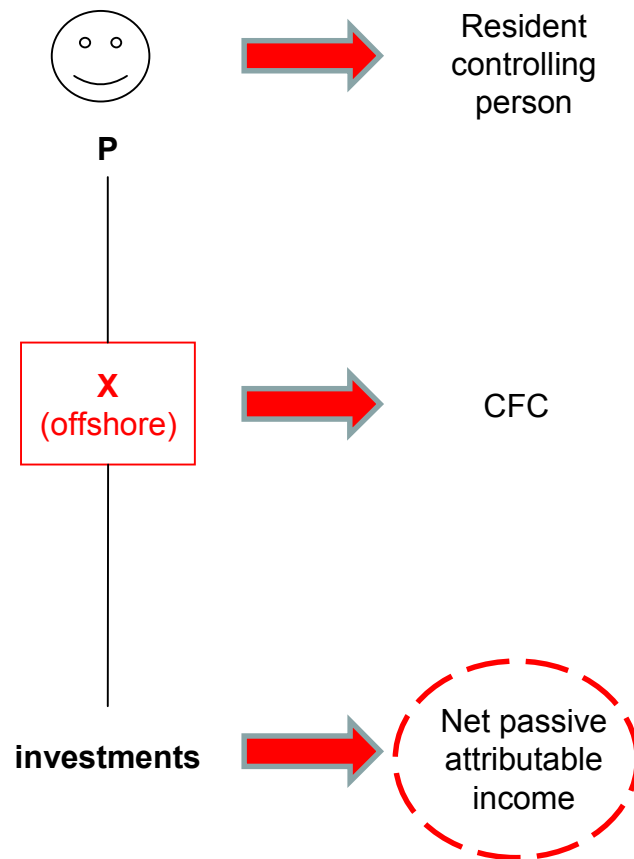 Resident
controlling
person
P
X
(offshore)
CFC
investments
Net passive
attributable
income